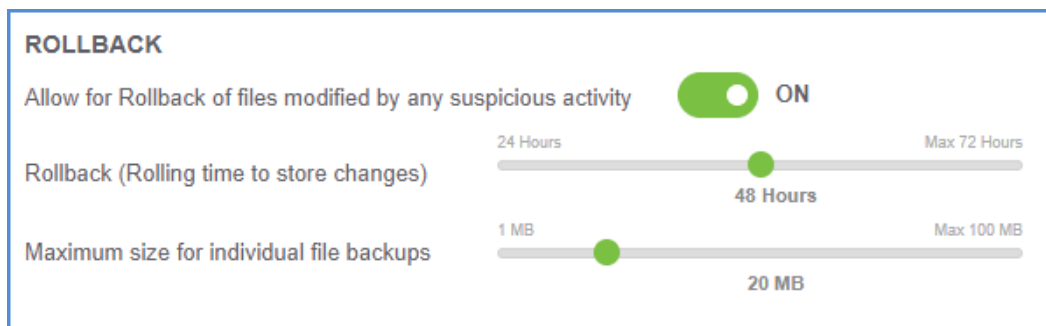 ROLLBACK
Allow for Rollback of files modified by any suspicious activity ON
24 Hours Max 72 Hours
Rollback (Rolling time to store changes)
48 Hours
1 MB Max 100 MB
Maximum size for individual file backups
20 MB